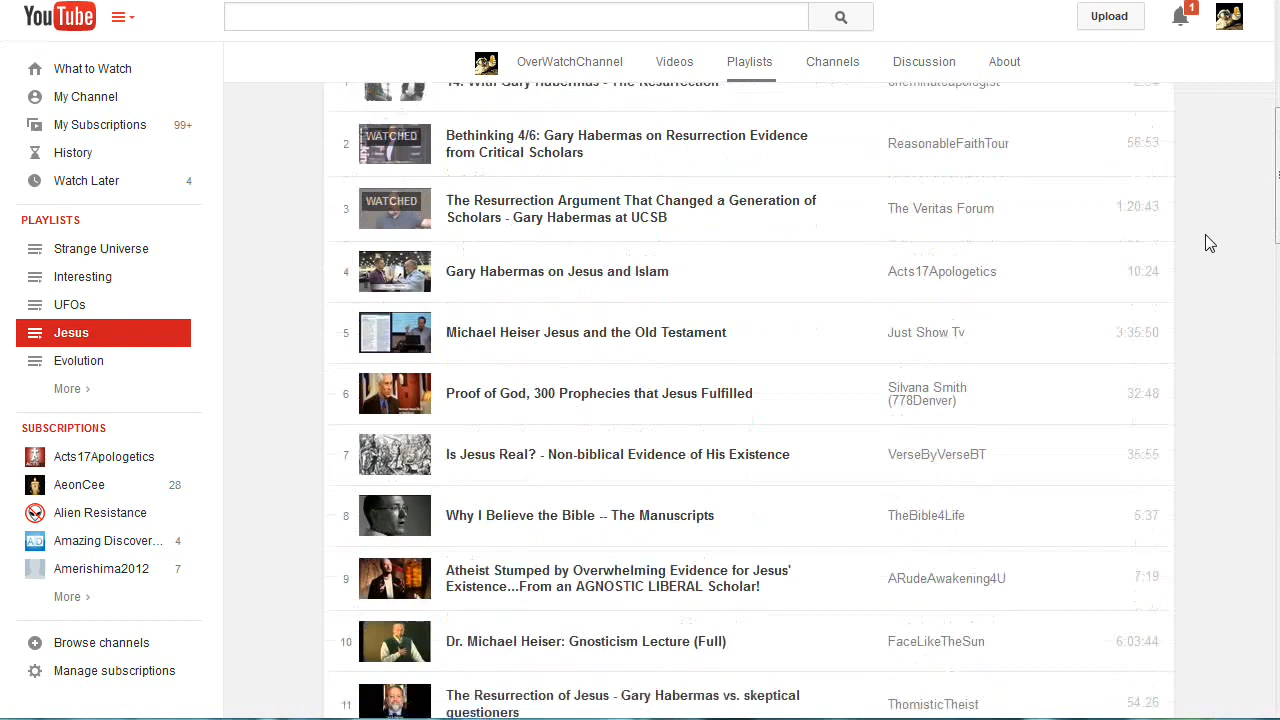 YouTube
Upload
1
OverWatchChannel Videos Playlists Channels Discussion About
What to Watch
My Channel
My Subscriptions 99+
History
Watch Later 4
PLAYLISTS
Strange Universe
Interesting
UFOs
Jesus
Evolution
More ›
SUBSCRIPTIONS
Acts17Apologetics
AeonCee 28
Alien Resistance
Amazing Discover... 4
Amerishima2012 7
More ›
Browse channels
Manage subscriptions
14. With Gary Habermas - The Resurrection oneminuteapologist
2 WATCHED Bethinking 4/6: Gary Habermas on Resurrection Evidence
from Critical Scholars
ReasonableFaithTour 56:53
3 WATCHED The Resurrection Argument That Changed a Generation of
Scholars - Gary Habermas at UCSB
The Veritas Forum 1:20:43
4 Gary Habermas on Jesus and Islam Acts17Apologetics 10:24
5 Michael Heiser Jesus and the Old Testament Just Show Tv 3:35:50
6 Proof of God, 300 Prophecies that Jesus Fulfilled Silvana Smith
(778Denver) 32:48
7 Is Jesus Real? - Non-biblical Evidence of His Existence VerseByVerseBT 35:55
8 Why I Believe the Bible -- The Manuscripts TheBible4Life 5:37
9 Atheist Stumped by Overwhelming Evidence for Jesus'
Existence...From an AGNOSTIC LIBERAL Scholar!
ARudeAwakening4U 7:19
10 Dr. Michael Heiser: Gnosticism Lecture (Full) FaceLikeTheSun 6:03:44
11 The Resurrection of Jesus - Gary Habermas vs. skeptical
questioners
ThomisticTheist 54:26